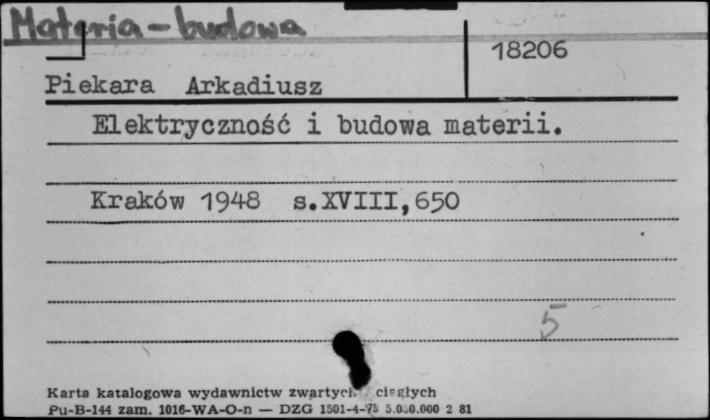 Materia - budowa
18206
Piekara Arkadiusz
Elektryczność i budowa materii.
Kraków 1948 s.XVIII,650
5
Karta katalogowa wydawnictw zwartych ciągłych
Pu-B-144 zam. 1016-WA-O-n — DZG 1501-4-78 5.000.000 2 81